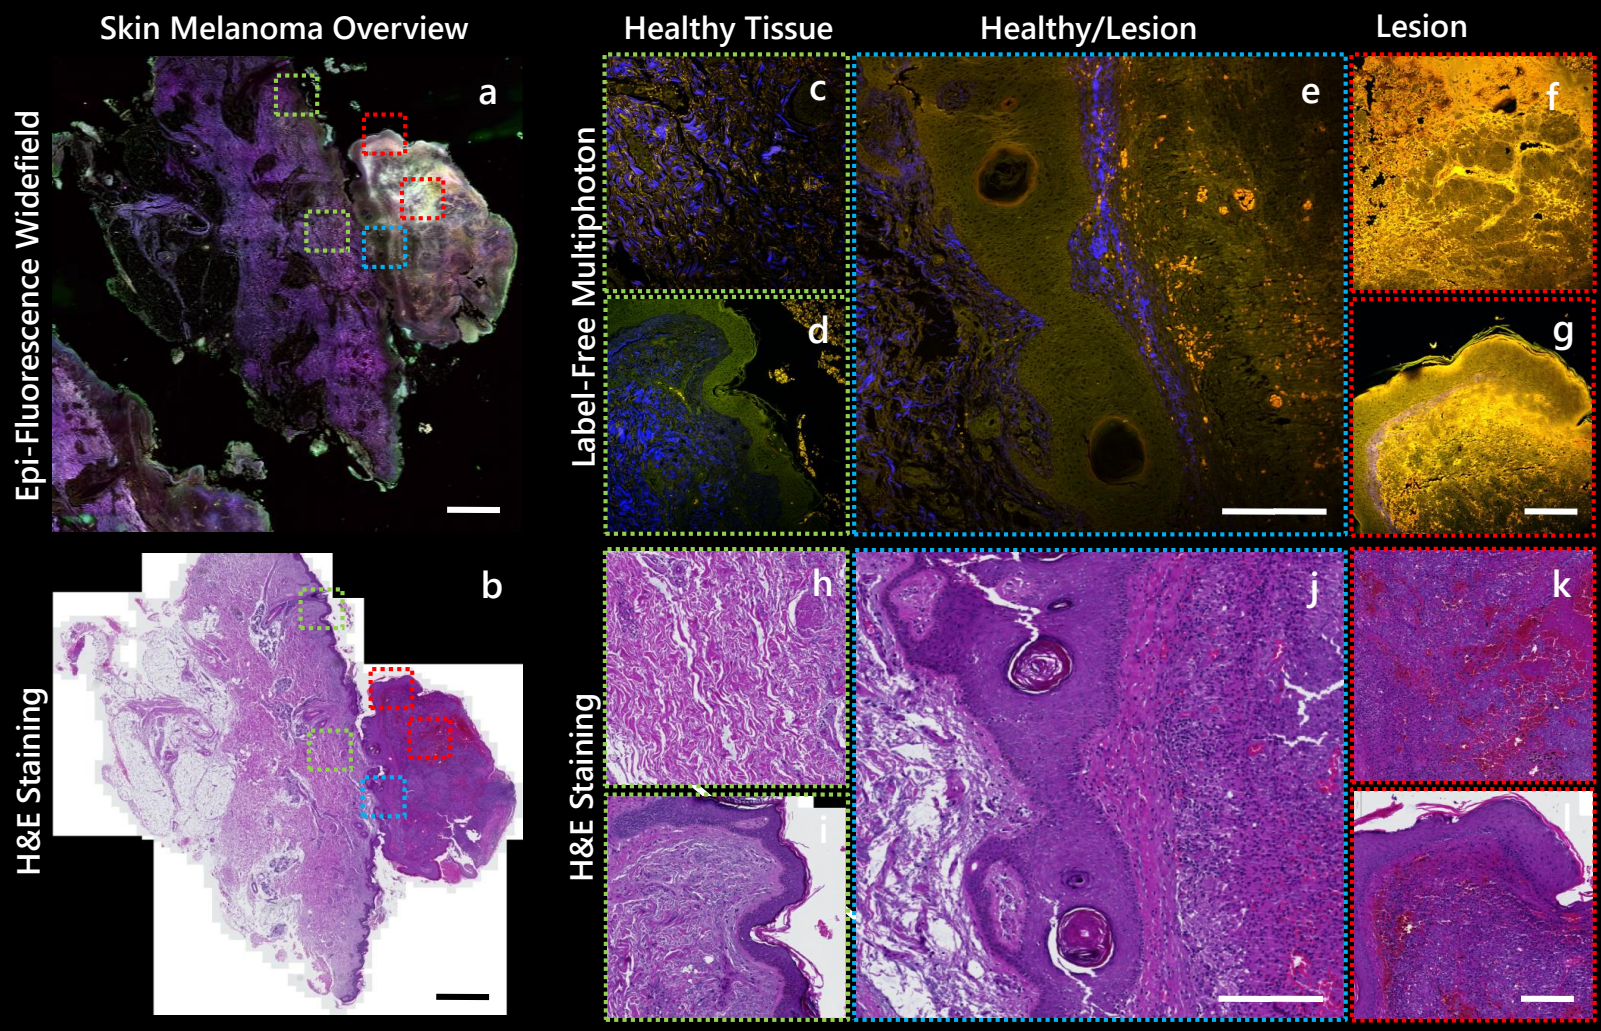 Skin Melanoma Overview
Healthy Tissue
Healthy/Lesion
Lesion
Epi-Fluorescence Widefield
a
Label-Free Multiphoton
c
d
e
f
g
H&E Staining
b
H&E Staining
h
i
j
k